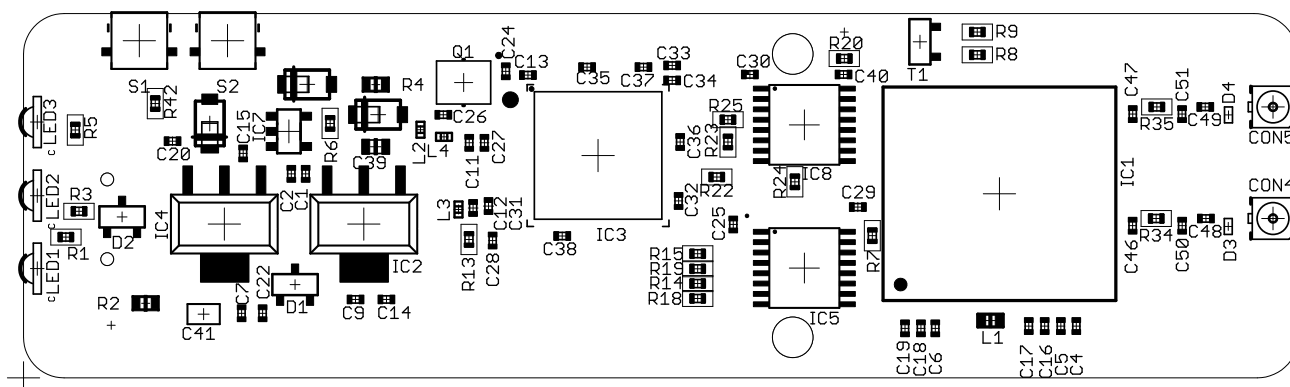 S1
S2
R42
LED3
R5
C20
C15
IC7
R6
R4
C39
Q1
C24
C13
C35
C37
C33
C34
C26
L2
L4
C11
C27
C36
R25
R23
R22
C30
R20
C40
T1
R9
R8
C47
R35
C51
C49
D4
CON5
LED2
R3
D2
R1
IC4
C2
C1
L3
C12
C31
R13
C28
C38
IC3
C32
C25
R24
IC8
C29
R7
IC1
C46
R34
C50
C48
D3
CON4
LED1
R2
C41
C7
C22
D1
IC2
C9
C14
R15
R19
R14
R18
IC5
C19
C18
C6
L1
C17
C16
C5
C4